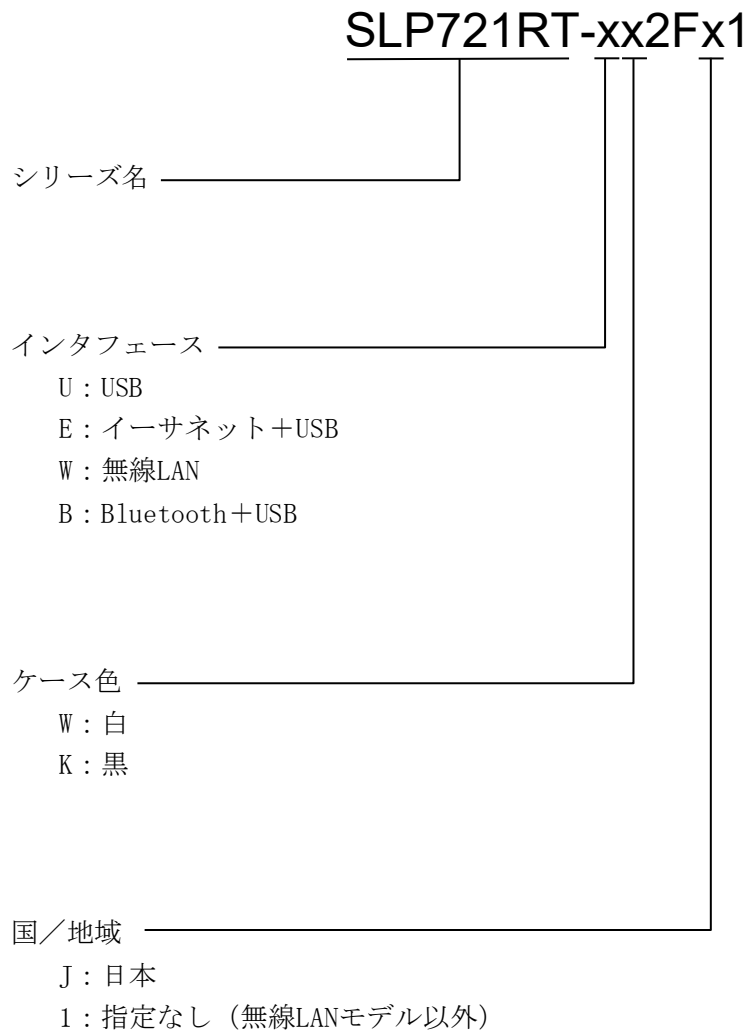 SLP721RT-xx2Fx1
シリーズ名
インタフェース
U：USB
E：イーサネット＋USB
W：無線LAN
B：Bluetooth＋USB
ケース色
W：白
K：黒
国／地域
J：日本
1：指定なし（無線LANモデル以外）